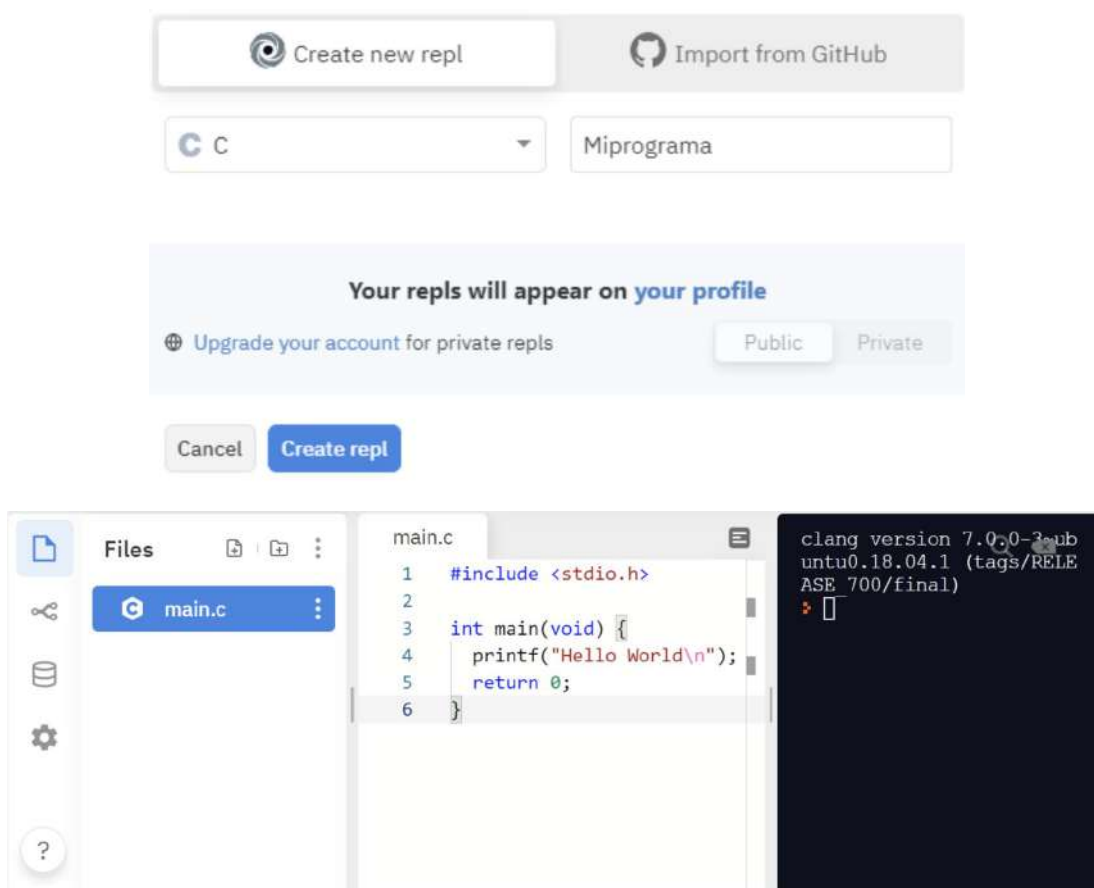 Create new repl
Import from GitHub
C
Miprograma
Your repls will appear on your profile
Upgrade your account for private repls
Public
Private
Cancel
Create repl
Files
main.c
main.c
1 #include <stdio.h>
2
3 int main(void) {
4 printf("Hello World\n");
5 return 0;
6 }
clang version 7.0.0-3~ub
untu0.18.04.1 (tags/RELE
ASE_700/final)
?